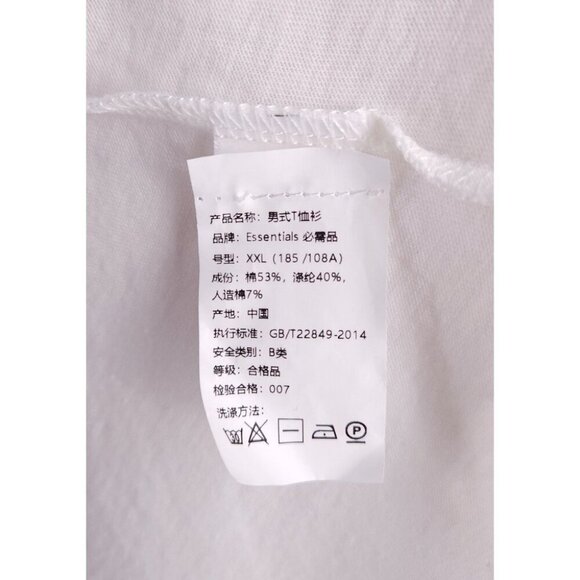 产品名称: 男式T恤衫
品牌: Essentials 必需品
号型: XXL (185 /108A)
成份: 棉53%, 涤纶40%,
人造棉7%
产地: 中国
执行标准: GB/T22849-2014
安全类别: B类
等级: 合格品
检验合格: 007
洗涤方法:
P